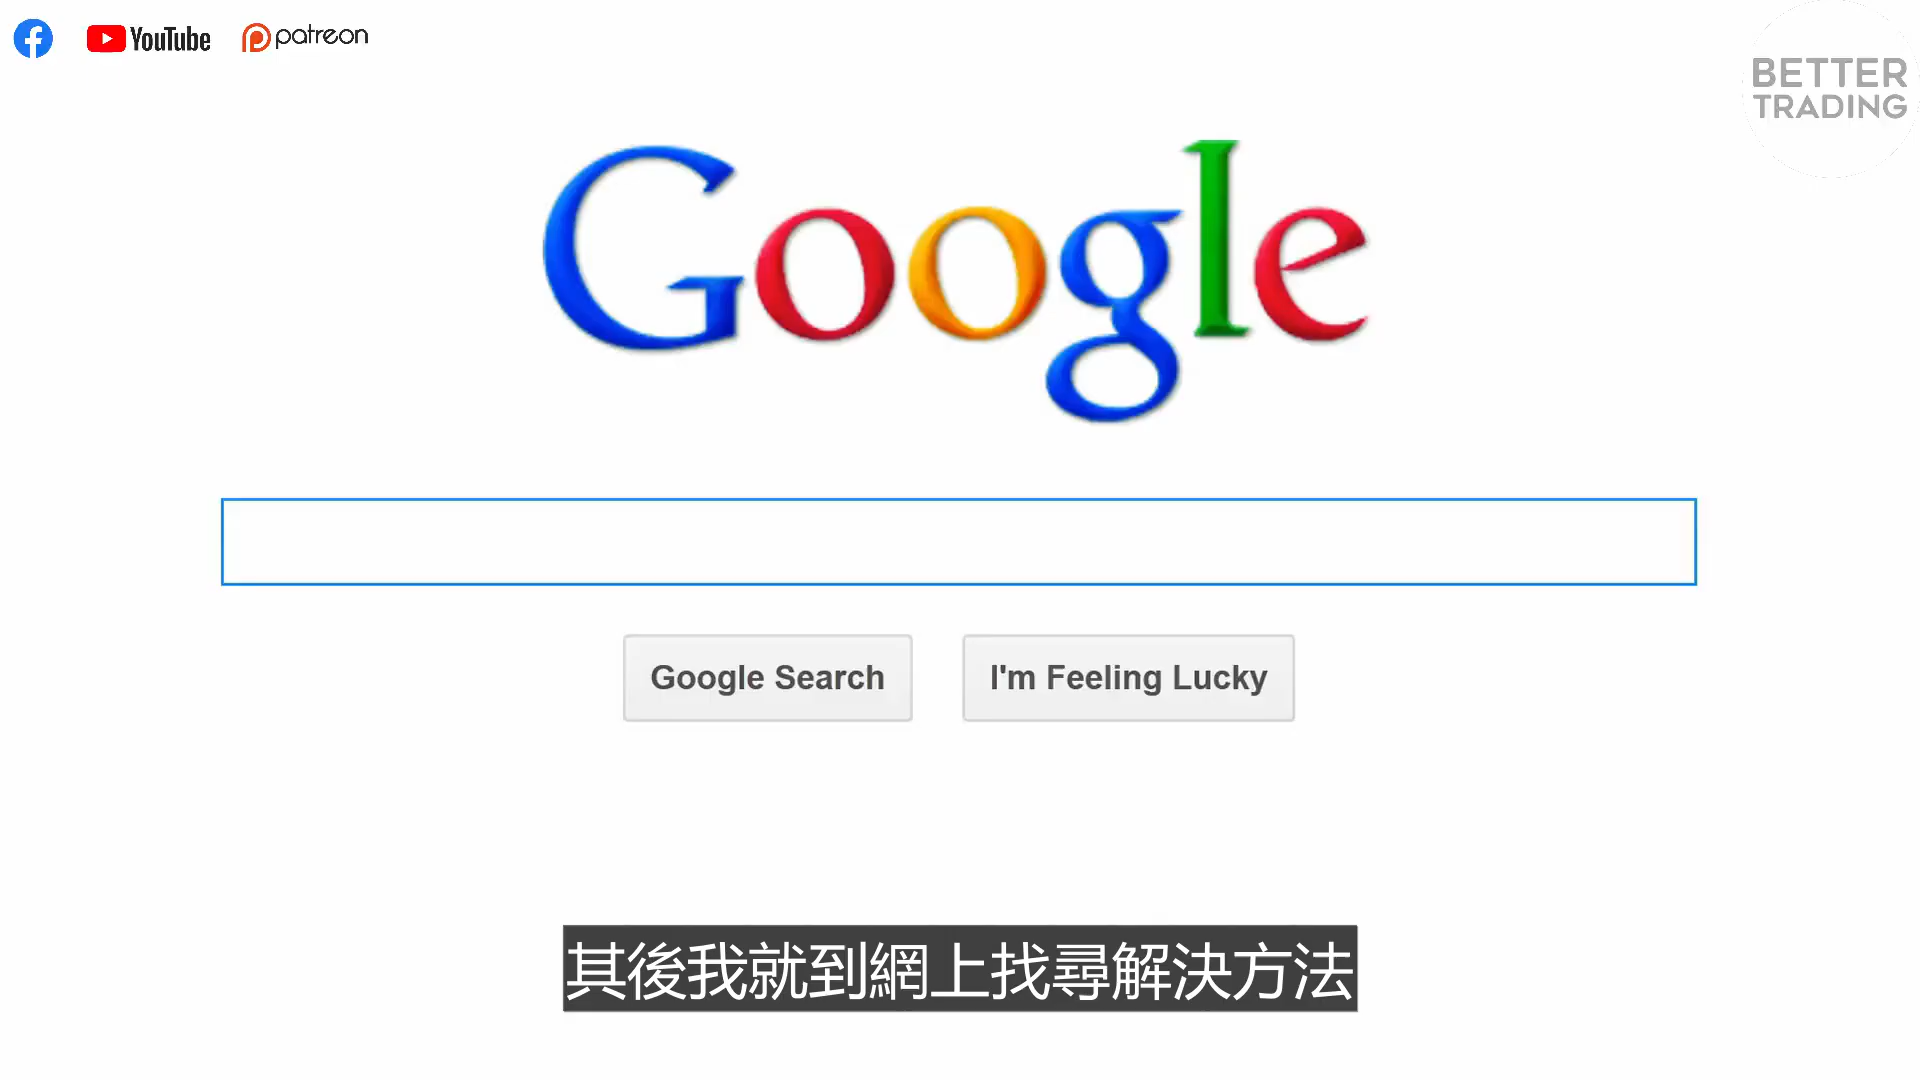 YouTube
patreon
BETTER
TRADING
Google
Google Search
I'm Feeling Lucky
其後我就到網上找尋解決方法